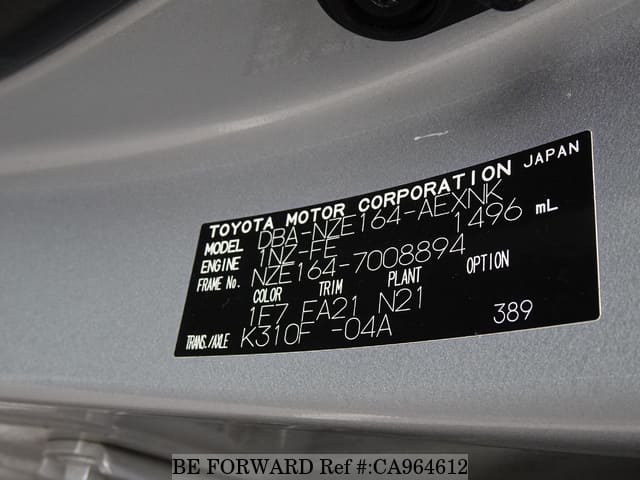 TOYOTA MOTOR CORPORATION JAPAN
MODEL DBA-NZE164-AEXNK
ENGINE 1NZ-FE 1496 mL
FRAME No. NZE164-7008894
COLOR TRIM PLANT OPTION
1E7 FA21 N21
TRANS./AXLE K310F -04A 389
BE FORWARD Ref #:CA964612